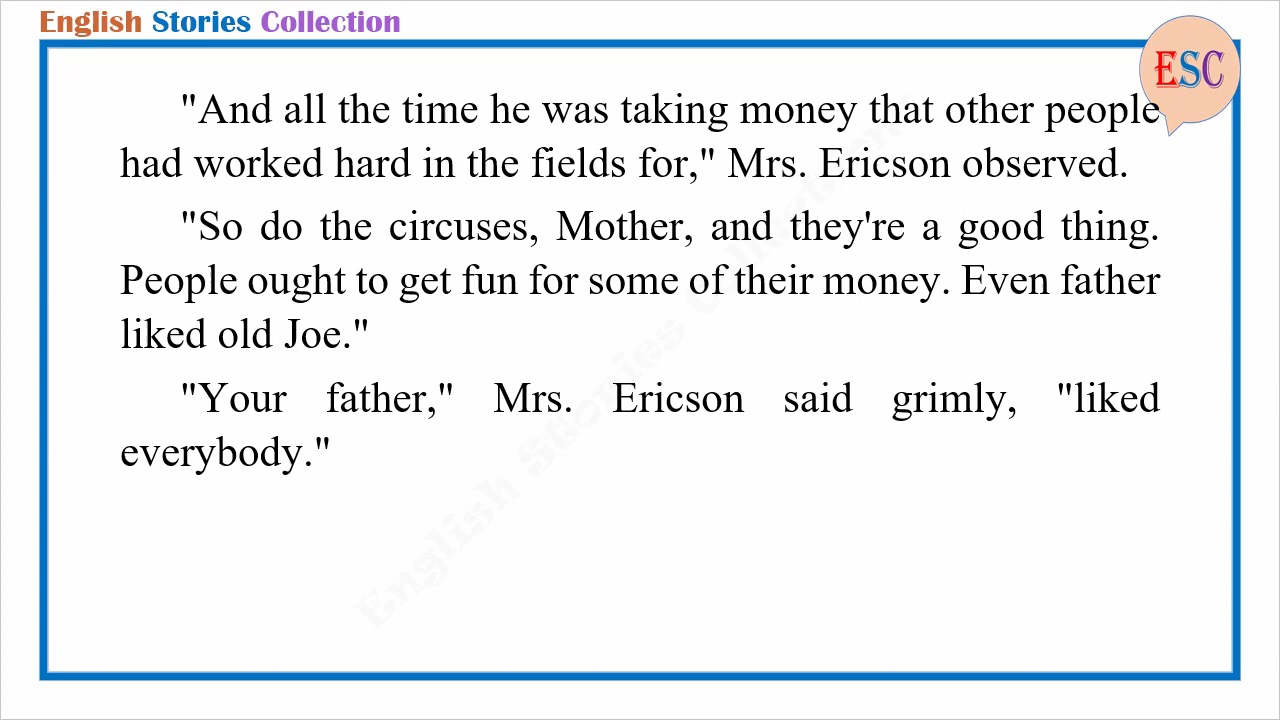 English Stories Collection
ESC
"And all the time he was taking money that other people
had worked hard in the fields for," Mrs. Ericson observed.
"So do the circuses, Mother, and they're a good thing.
People ought to get fun for some of their money. Even father
liked old Joe."
"Your father," Mrs. Ericson said grimly, "liked
everybody."
English Stories Collection